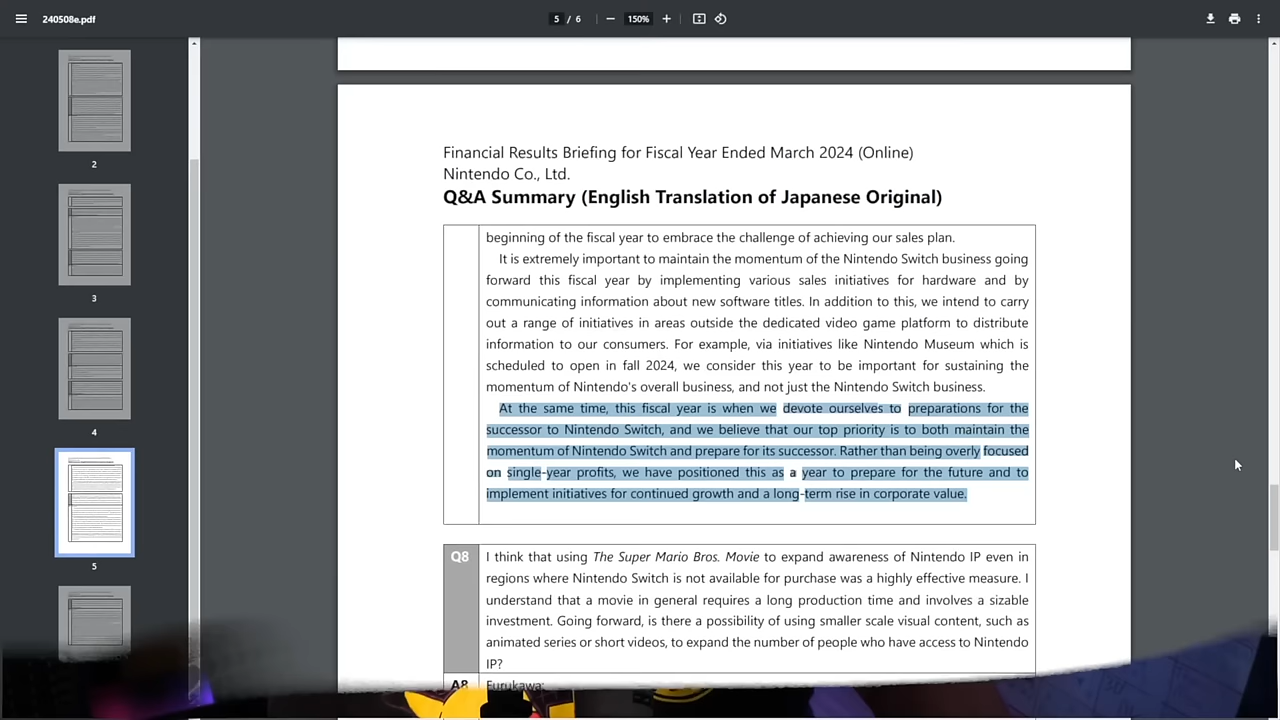 240508e.pdf
5 / 6
150%
2
3
4
5
Financial Results Briefing for Fiscal Year Ended March 2024 (Online)
Nintendo Co., Ltd.
Q&A Summary (English Translation of Japanese Original)
beginning of the fiscal year to embrace the challenge of achieving our sales plan.
It is extremely important to maintain the momentum of the Nintendo Switch business going
forward this fiscal year by implementing various sales initiatives for hardware and by
communicating information about new software titles. In addition to this, we intend to carry
out a range of initiatives in areas outside the dedicated video game platform to distribute
information to our consumers. For example, via initiatives like Nintendo Museum which is
scheduled to open in fall 2024, we consider this year to be important for sustaining the
momentum of Nintendo's overall business, and not just the Nintendo Switch business.
At the same time, this fiscal year is when we devote ourselves to preparations for the
successor to Nintendo Switch, and we believe that our top priority is to both maintain the
momentum of Nintendo Switch and prepare for its successor. Rather than being overly focused
on single-year profits, we have positioned this as a year to prepare for the future and to
implement initiatives for continued growth and a long-term rise in corporate value.
Q8 I think that using The Super Mario Bros. Movie to expand awareness of Nintendo IP even in
regions where Nintendo Switch is not available for purchase was a highly effective measure. I
understand that a movie in general requires a long production time and involves a sizable
investment. Going forward, is there a possibility of using smaller scale visual content, such as
animated series or short videos, to expand the number of people who have access to Nintendo
IP?
A8 Furukawa: